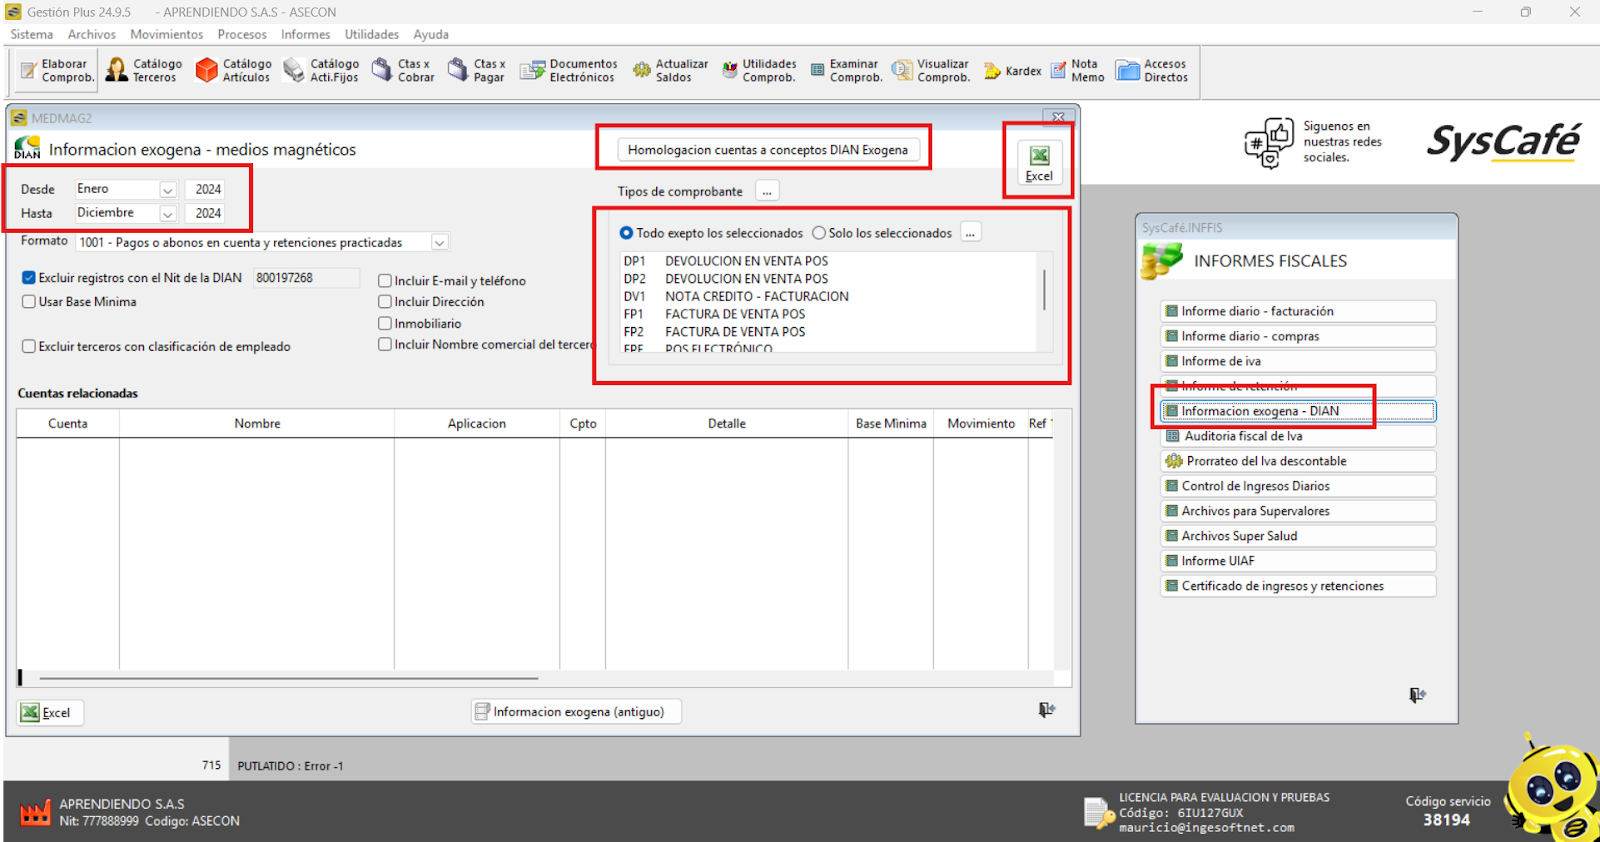 Gestión Plus 24.9.5 - APRENDIENDO S.A.S - ASECON
Sistema Archivos Movimientos Procesos Informes Utilidades Ayuda
Elaborar Comprob.
Catálogo Terceros
Catálogo Artículos
Catálogo Acti.Fijos
Ctas x Cobrar
Ctas x Pagar
Documentos Electrónicos
Actualizar Saldos
Utilidades Comprob.
Examinar Comprob.
Visualizar Comprob.
Kardex
Nota Memo
Accesos Directos
MEDMAG2
DIAN
Informacion exogena - medios magnéticos
Homologacion cuentas a conceptos DIAN Exogena
Excel
Desde Enero 2024
Hasta Diciembre 2024
Tipos de comprobante ...
Formato 1001 - Pagos o abonos en cuenta y retenciones practicadas
Todo exepto los seleccionados Solo los seleccionados ...
DP1 DEVOLUCION EN VENTA POS
DP2 DEVOLUCION EN VENTA POS
DV1 NOTA CREDITO - FACTURACION
FP1 FACTURA DE VENTA POS
FP2 FACTURA DE VENTA POS
FPE POS ELECTRÓNICO
Excluir registros con el Nit de la DIAN 800197268
Usar Base Minima
Excluir terceros con clasificación de empleado
Incluir E-mail y teléfono
Incluir Dirección
Inmobiliario
Incluir Nombre comercial del tercero
Cuentas relacionadas
Cuenta Nombre Aplicacion Cpto Detalle Base Minima Movimiento Ref
Excel
Informacion exogena (antiguo)
Siguenos en
nuestras redes
sociales.
SysCafé
SysCafé.INFFIS
INFORMES FISCALES
Informe diario - facturación
Informe diario - compras
Informe de iva
Informe de retención
Informacion exogena - DIAN
Auditoria fiscal de Iva
Prorrateo del Iva descontable
Control de Ingresos Diarios
Archivos para Supervalores
Archivos Super Salud
Informe UIAF
Certificado de ingresos y retenciones
715 PUTLATIDO : Error -1
APRENDIENDO S.A.S
Nit: 777888999 Codigo: ASECON
LICENCIA PARA EVALUACION Y PRUEBAS
Código: 6IU127GUX
mauricio@ingesoftnet.com
Código servicio
38194